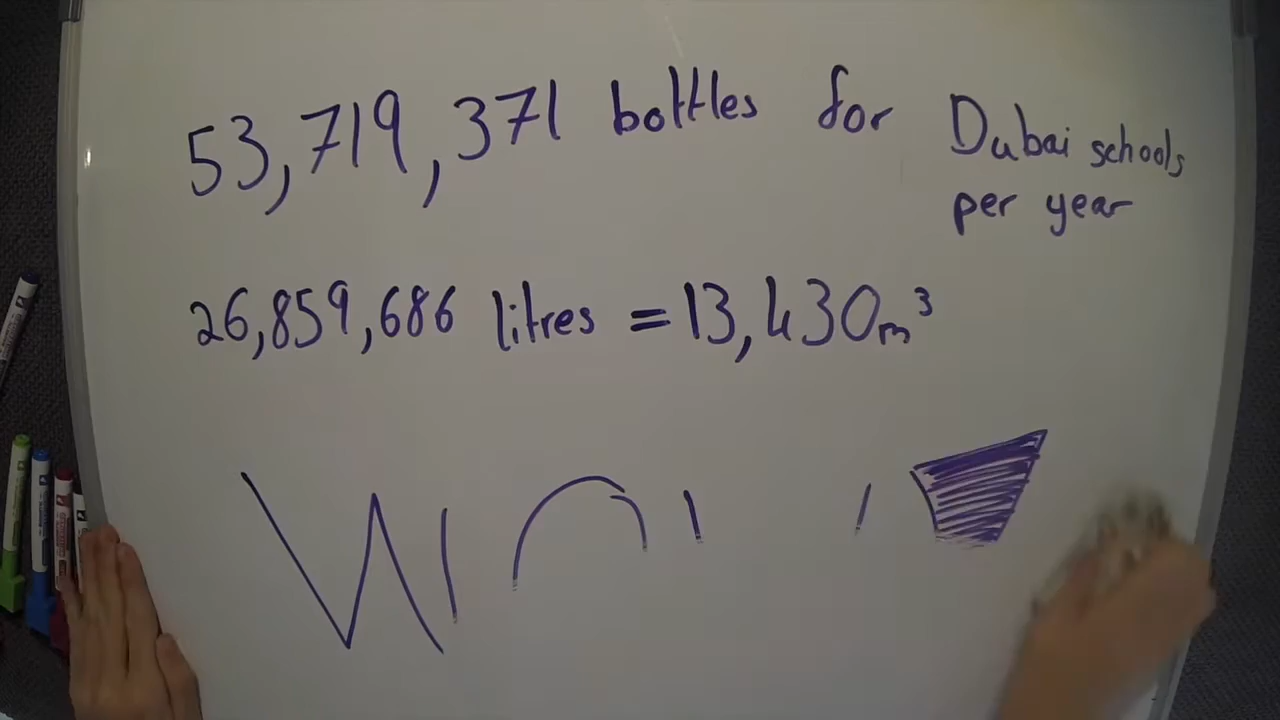 53,719,371 bottles for Dubai schools
per year
26,859,686 litres = 13,430m³